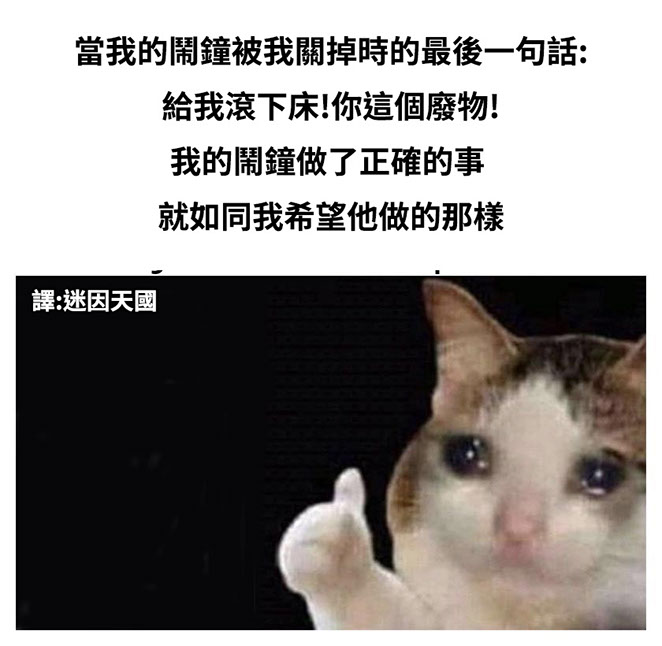 當我的鬧鐘被我關掉時的最後一句話:
給我滾下床!你這個廢物!
我的鬧鐘做了正確的事
就如同我希望他做的那樣
譯:迷因天國